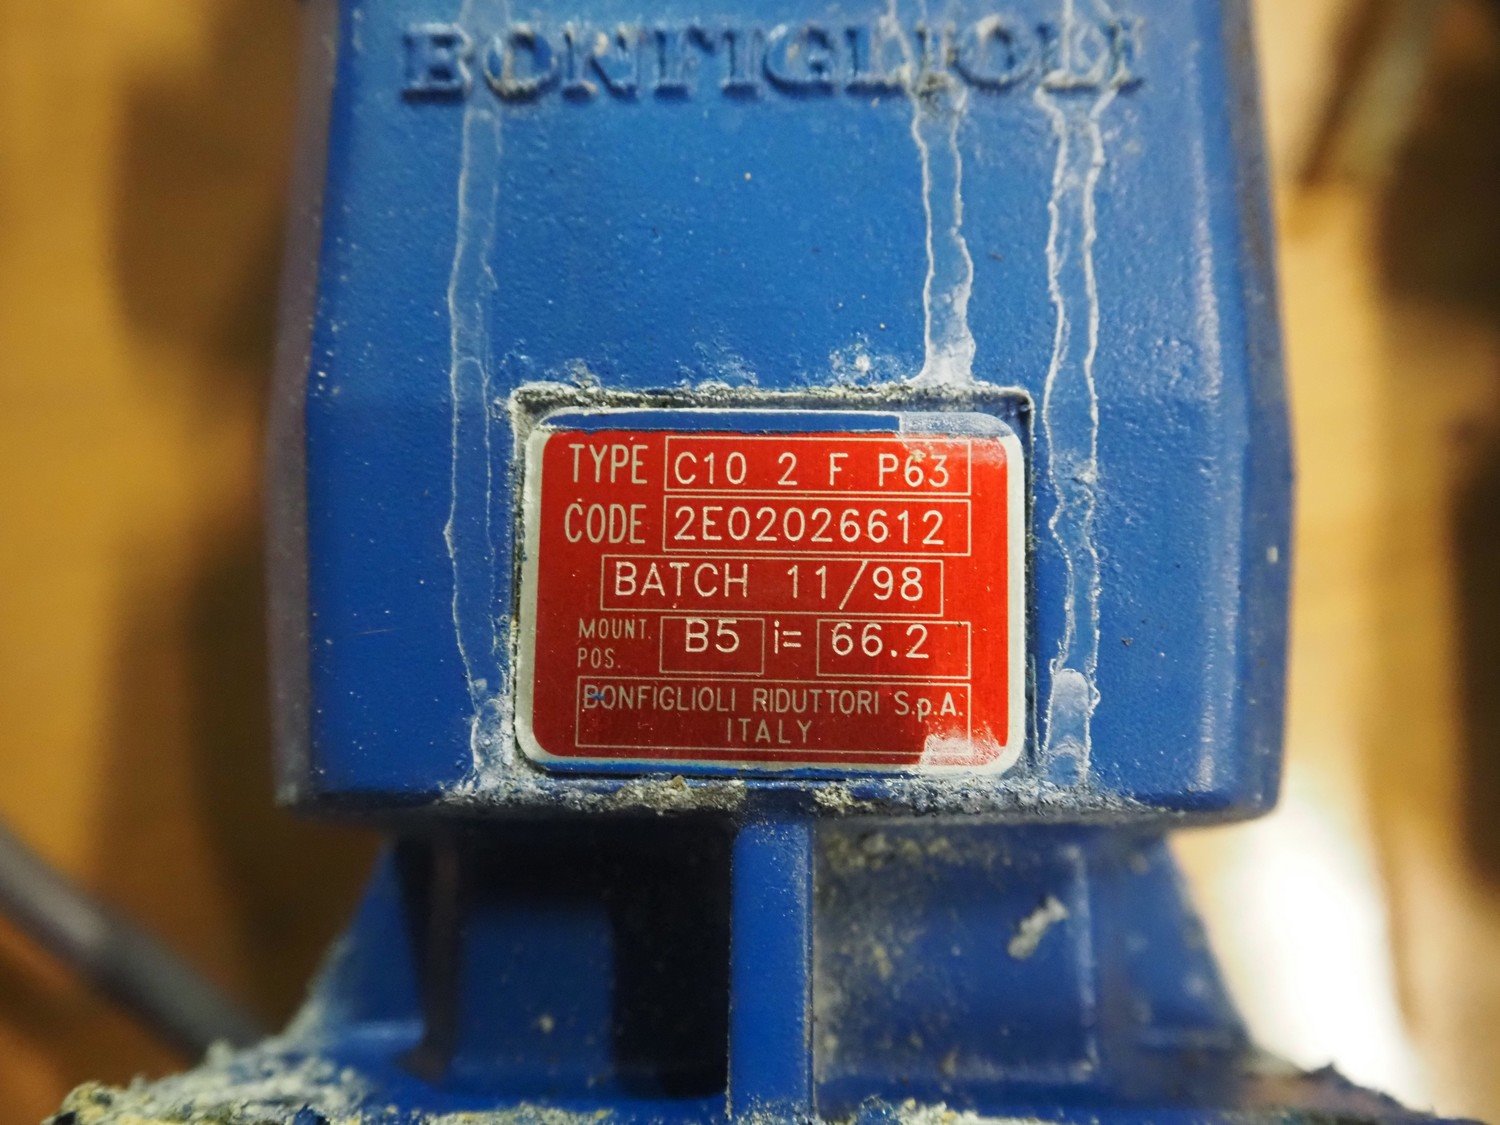 BONFIGLIOLI
TYPE C10 2 F P63
CODE 2E02026612
BATCH 11/98
MOUNT. POS. B5 i= 66.2
BONFIGLIOLI RIDUTTORI S.p.A.
ITALY